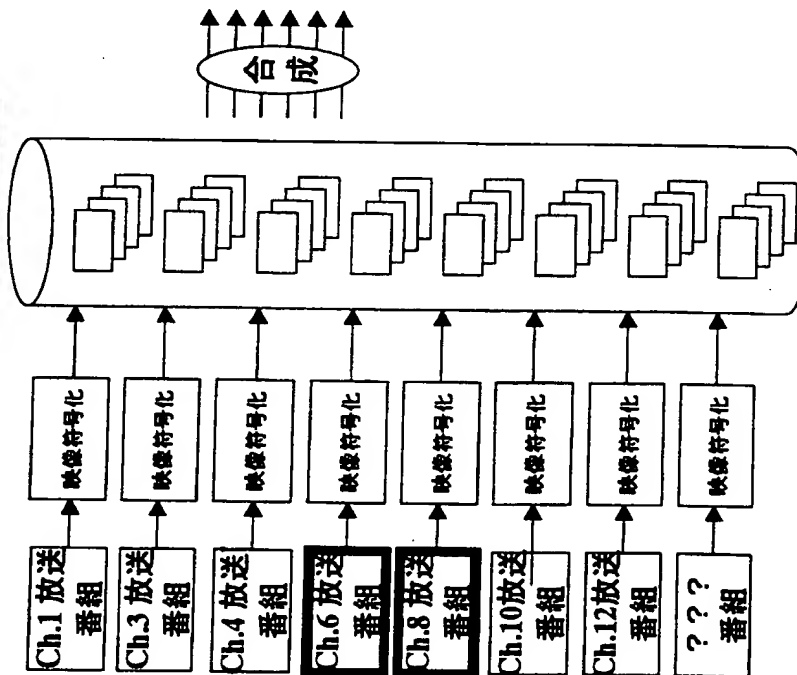 合成
映像符号化
映像符号化
映像符号化
映像符号化
映像符号化
映像符号化
映像符号化
映像符号化
Ch.1 放送
番組
Ch.3 放送
番組
Ch.4 放送
番組
Ch.6 放送
番組
Ch.8 放送
番組
Ch.10放送
番組
Ch.12放送
番組
？？？
番組